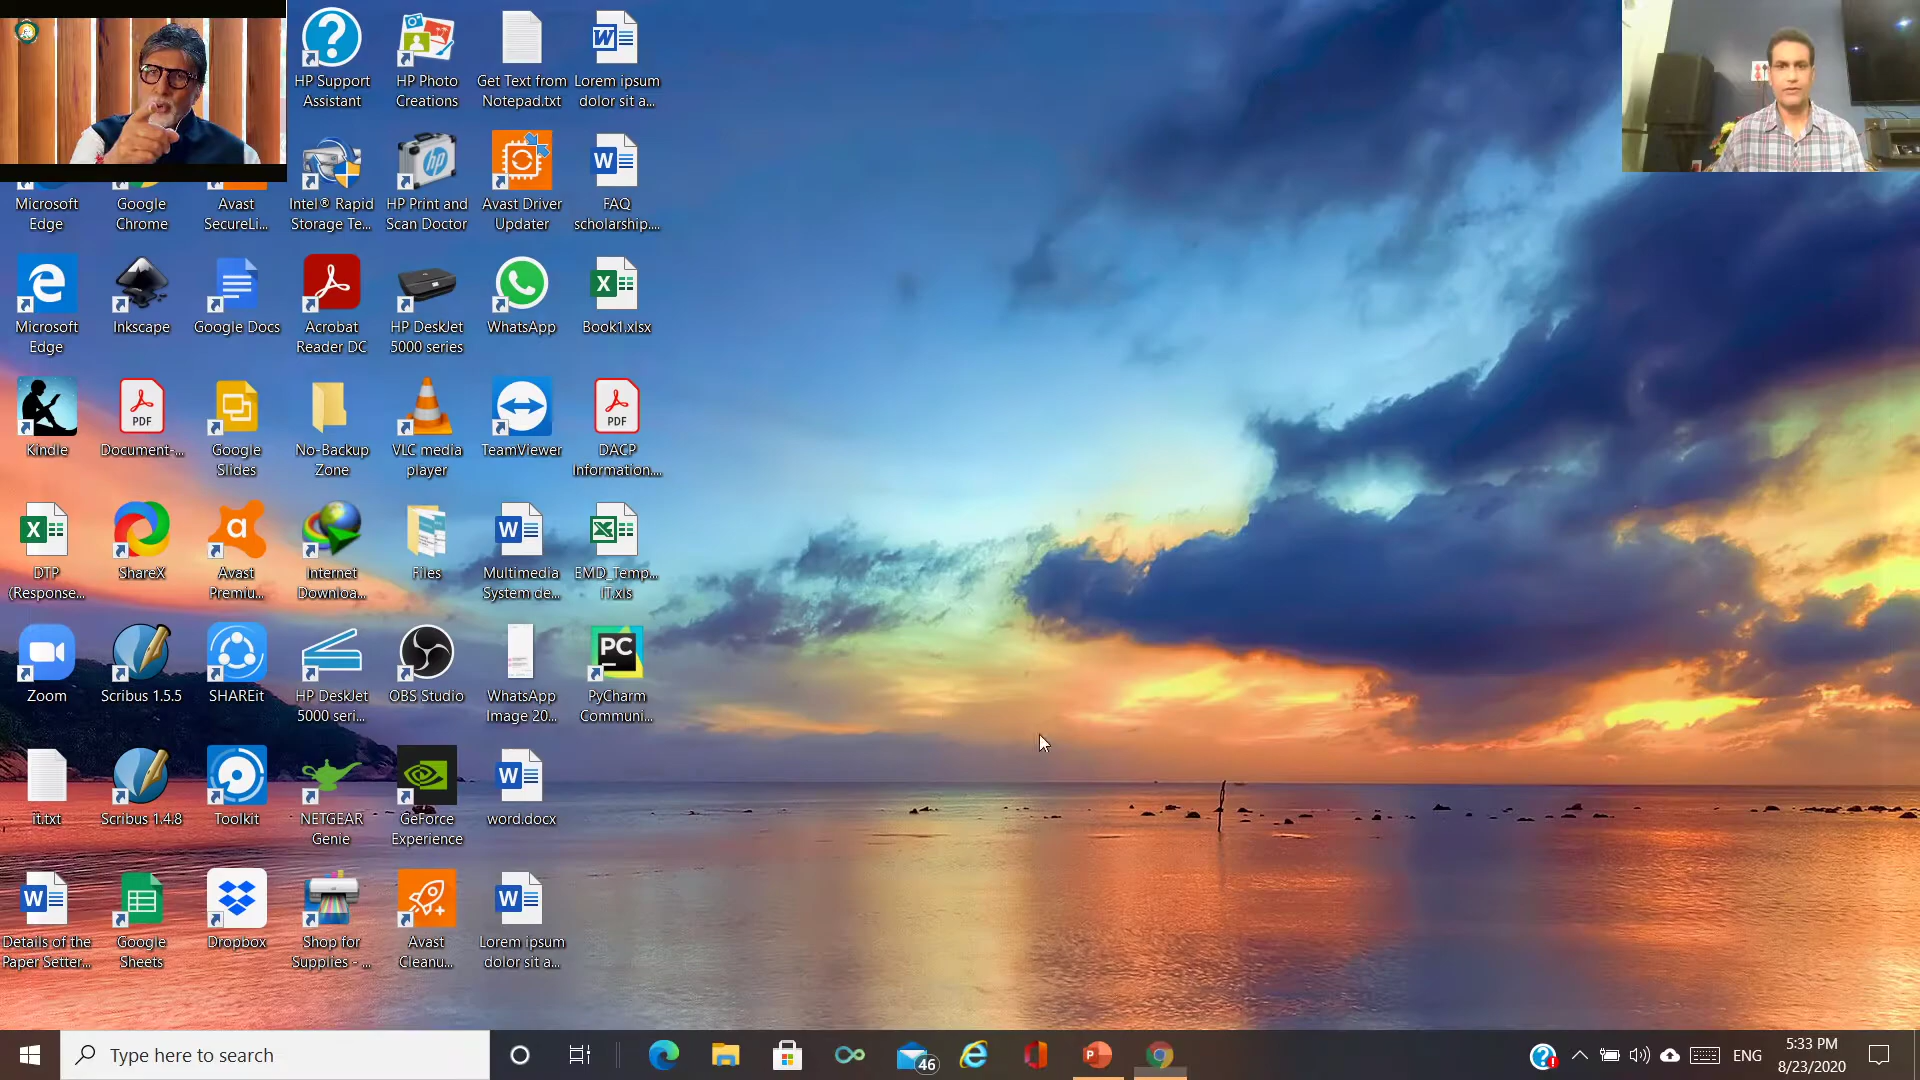 HP Support
Assistant
HP Photo
Creations
Get Text from
Notepad.txt
Lorem ipsum
dolor sit a...
Microsoft
Edge
Google
Chrome
Avast
SecureLi...
Intel® Rapid
Storage Te...
HP Print and
Scan Doctor
Avast Driver
Updater
FAQ
scholarship....
Microsoft
Edge
Inkscape
Google Docs
Acrobat
Reader DC
HP DeskJet
5000 series
WhatsApp
Book1.xlsx
Kindle
PDF
Document-...
Google
Slides
No-Backup
Zone
VLC media
player
TeamViewer
PDF
DACP
Information....
DTP
(Response...
ShareX
Avast
Premiu...
Internet
Downloa...
Files
Multimedia
System de...
EMD_Temp...
IT.xls
Zoom
Scribus 1.5.5
SHAREit
HP DeskJet
5000 seri...
OBS Studio
WhatsApp
Image 20...
PC
PyCharm
Communi...
it.txt
Scribus 1.4.8
Toolkit
NETGEAR
Genie
GeForce
Experience
word.docx
Details of the
Paper Setter...
Google
Sheets
Dropbox
Shop for
Supplies - ...
Avast
Cleanu...
Lorem ipsum
dolor sit a...
Type here to search
46
ENG
5:33 PM
8/23/2020